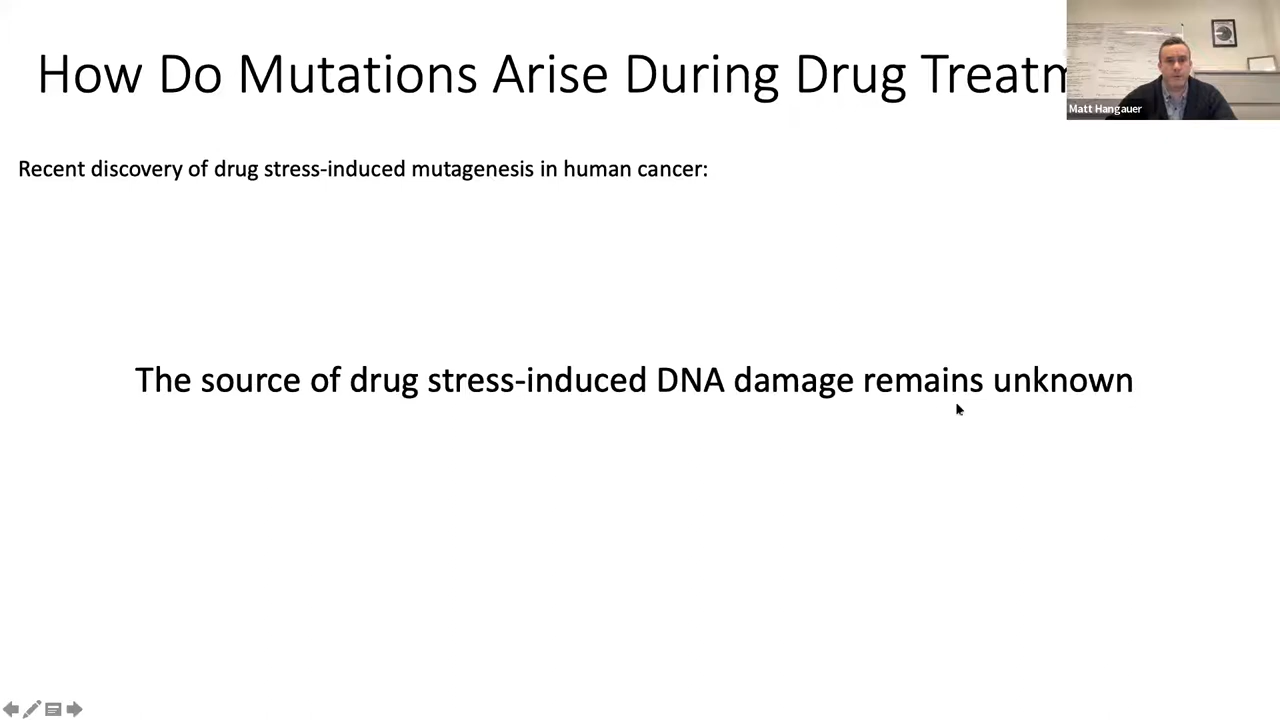 How Do Mutations Arise During Drug Treatm
Matt Hangauer
Recent discovery of drug stress-induced mutagenesis in human cancer:
The source of drug stress-induced DNA damage remains unknown